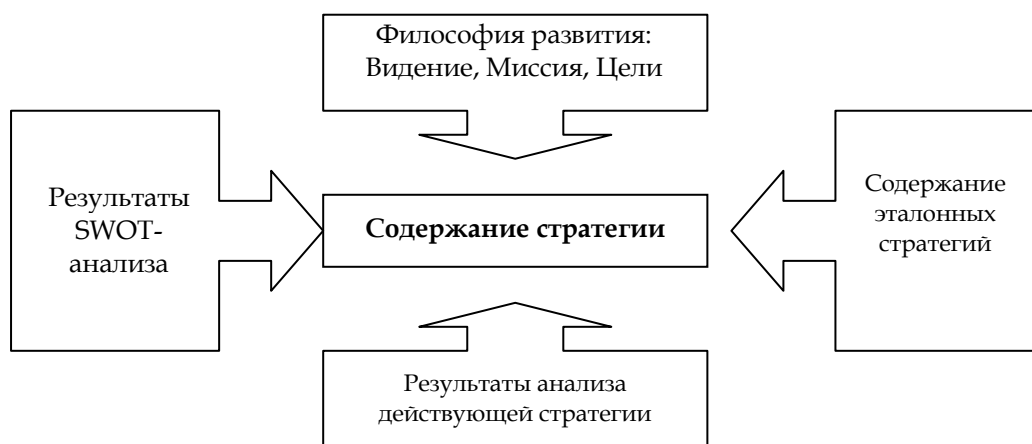 Философия развития:
Видение, Миссия, Цели
Результаты
SWOT-
анализа
Содержание стратегии
Содержание
эталонных
стратегий
Результаты анализа
действующей стратегии